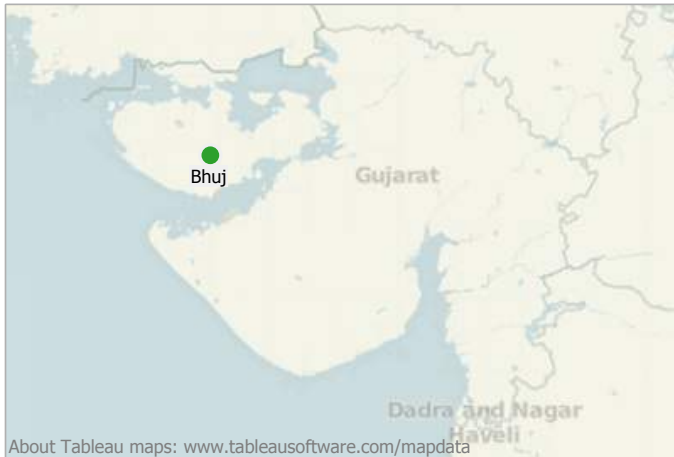 Bhuj
Gujarat
Dadra and Nagar
Haveli
About Tableau maps: www.tableausoftware.com/mapdata